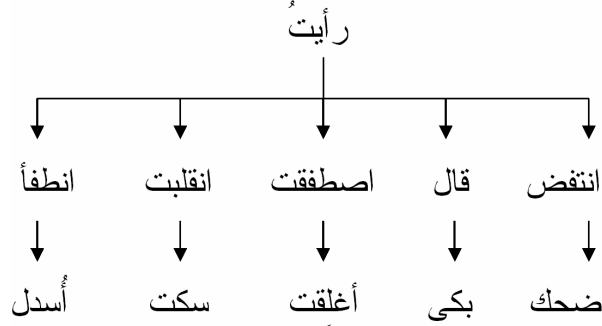 رأيتُ
انتفض قال اصطفقت انقلبت انطفأ
ضحك بكى أغلقت سكت أُسدل